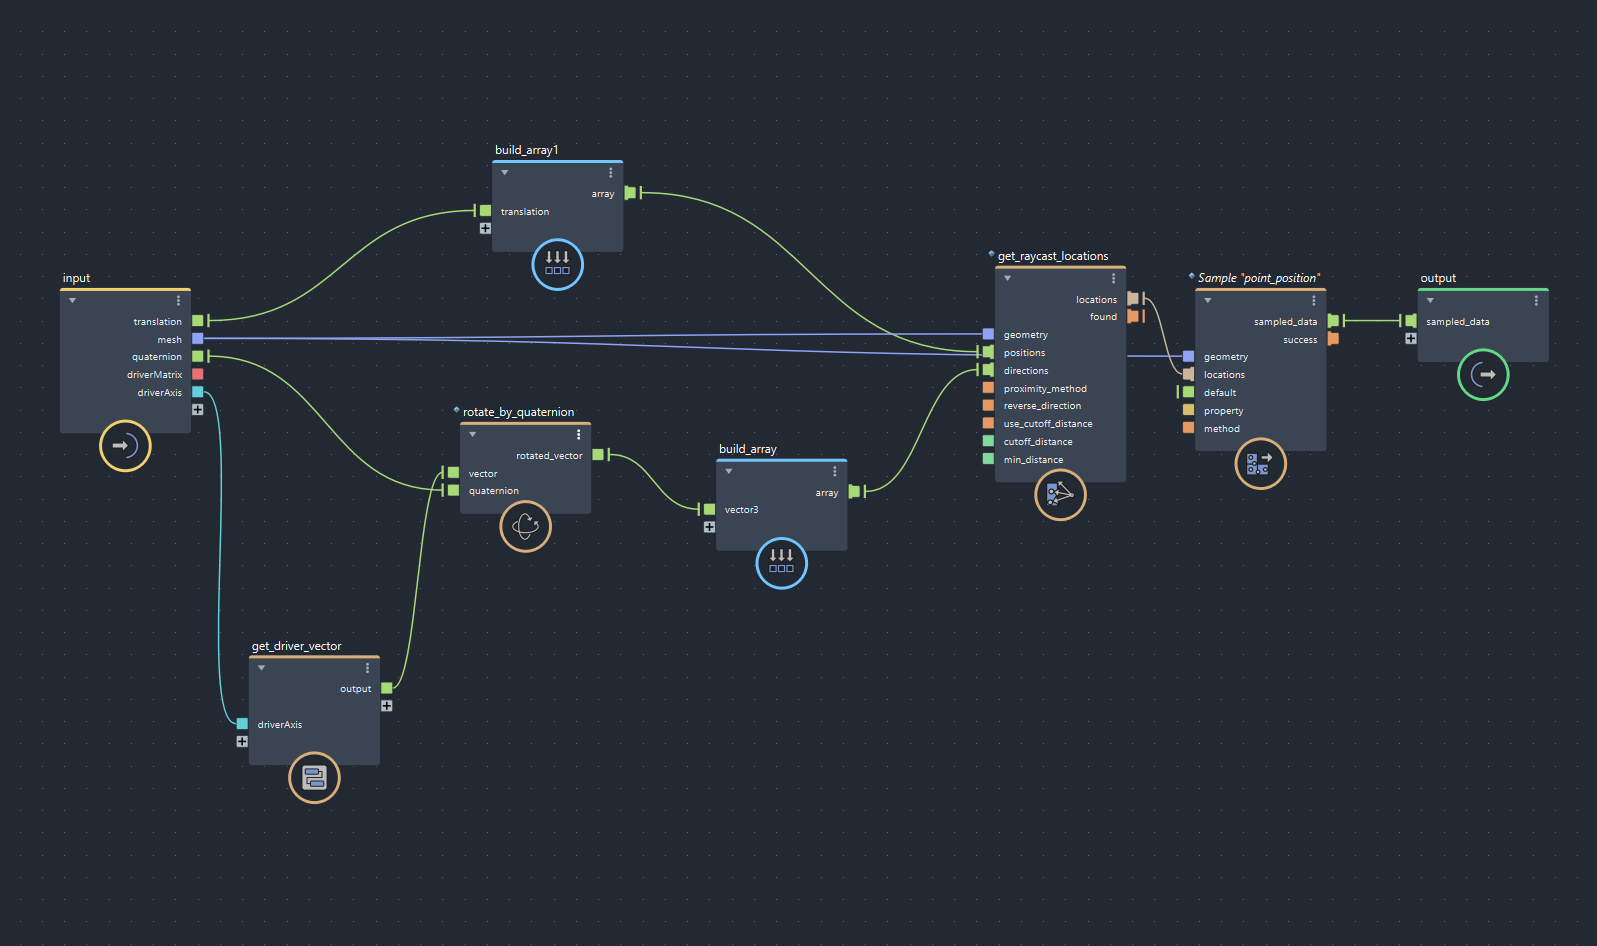 build_array1
array
translation
input
translation
mesh
quaternion
driverMatrix
driverAxis
get_raycast_locations
locations
found
geometry
positions
directions
proximity_method
reverse_direction
use_cutoff_distance
cutoff_distance
min_distance
Sample "point_position"
sampled_data
success
geometry
locations
default
property
method
output
sampled_data
rotate_by_quaternion
rotated_vector
vector
quaternion
build_array
array
vector3
get_driver_vector
output
driverAxis